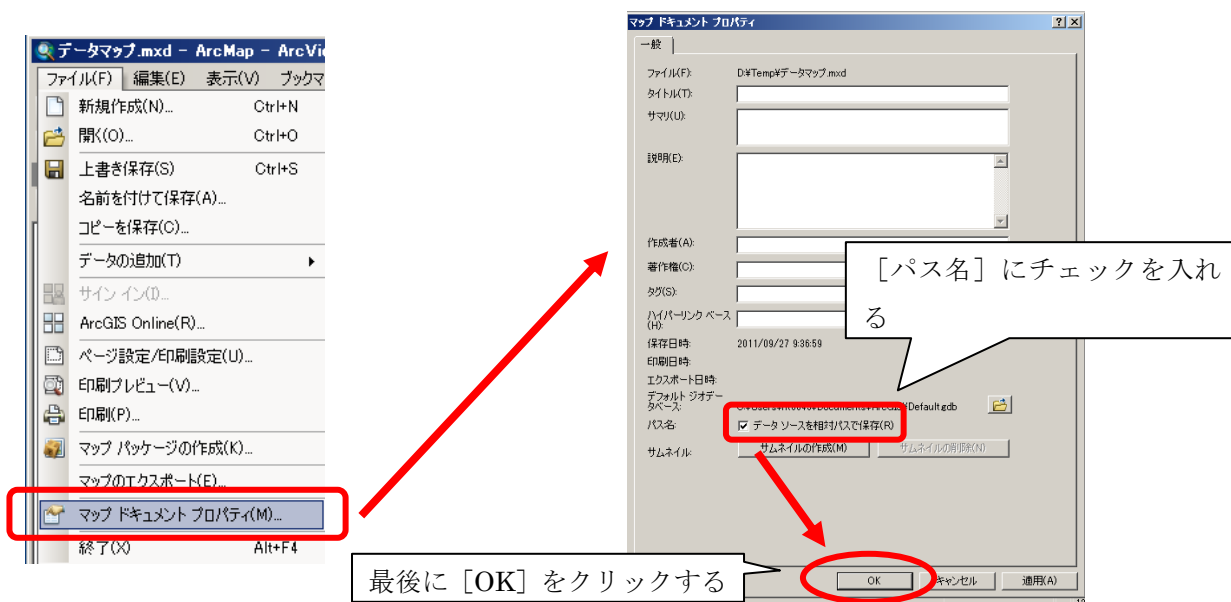 データマップ.mxd - ArcMap - ArcVi
ファイル(F) 編集(E) 表示(V) ブックマ
新規作成(N)... Ctrl+N
開く(O)... Ctrl+O
上書き保存(S) Ctrl+S
名前を付けて保存(A)...
コピーを保存(C)...
データの追加(T)
サイン イン(I)...
ArcGIS Online(R)...
ページ設定/印刷設定(U)...
印刷プレビュー(V)...
印刷(P)...
マップ パッケージの作成(K)...
マップのエクスポート(E)...
マップ ドキュメント プロパティ(M)...
終了(X) Alt+F4
マップ ドキュメント プロパティ
一般
ファイル(F): D:¥Temp¥データマップ.mxd
タイトル(T):
サマリ(U):
説明(E):
作成者(A):
著作権(C):
タグ(S):
ハイパーリンク ベース
(H):
保存日時: 2011/09/27 9:36:59
印刷日時:
エクスポート日時:
デフォルト ジオデー
タベース: ¥Default.gdb
パス名: データ ソースを相対パスで保存(R)
サムネイル: サムネイルの作成(M) サムネイルの削除(N)
OK キャンセル 適用(A)
［パス名］にチェックを入れ
る
最後に［OK］をクリックする